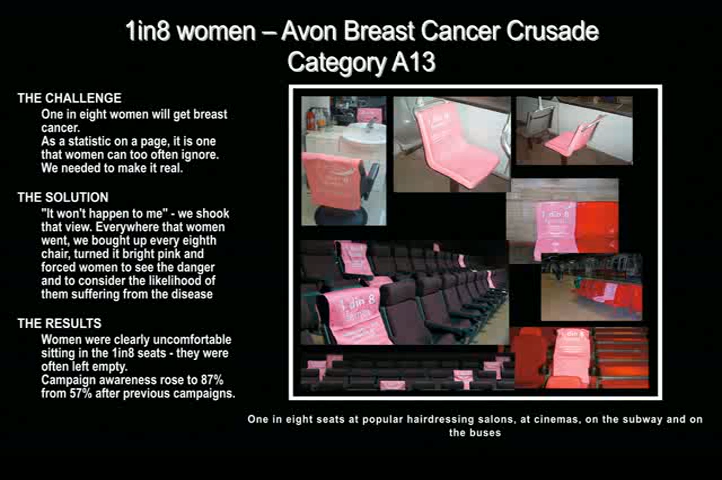 1in8 women – Avon Breast Cancer Crusade
Category A13
THE CHALLENGE
One in eight women will get breast
cancer.
As a statistic on a page, it is one
that women can too often ignore.
We needed to make it real.
THE SOLUTION
"It won't happen to me" - we shook
that view. Everywhere that women
went, we bought up every eighth
chair, turned it bright pink and
forced women to see the danger
and to consider the likelihood of
them suffering from the disease
THE RESULTS
Women were clearly uncomfortable
sitting in the 1in8 seats - they were
often left empty.
Campaign awareness rose to 87%
from 57% after previous campaigns.
One in eight seats at popular hairdressing salons, at cinemas, on the subway and on
the buses